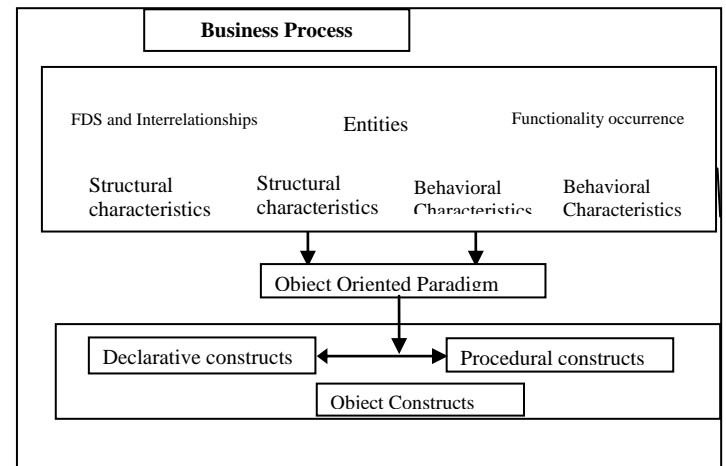 Business Process
FDS and Interrelationships
Entities
Functionality occurrence
Structural
characteristics
Structural
characteristics
Behavioral
Characteristics
Behavioral
Characteristics
Object Oriented Paradigm
Declarative constructs
Procedural constructs
Object Constructs